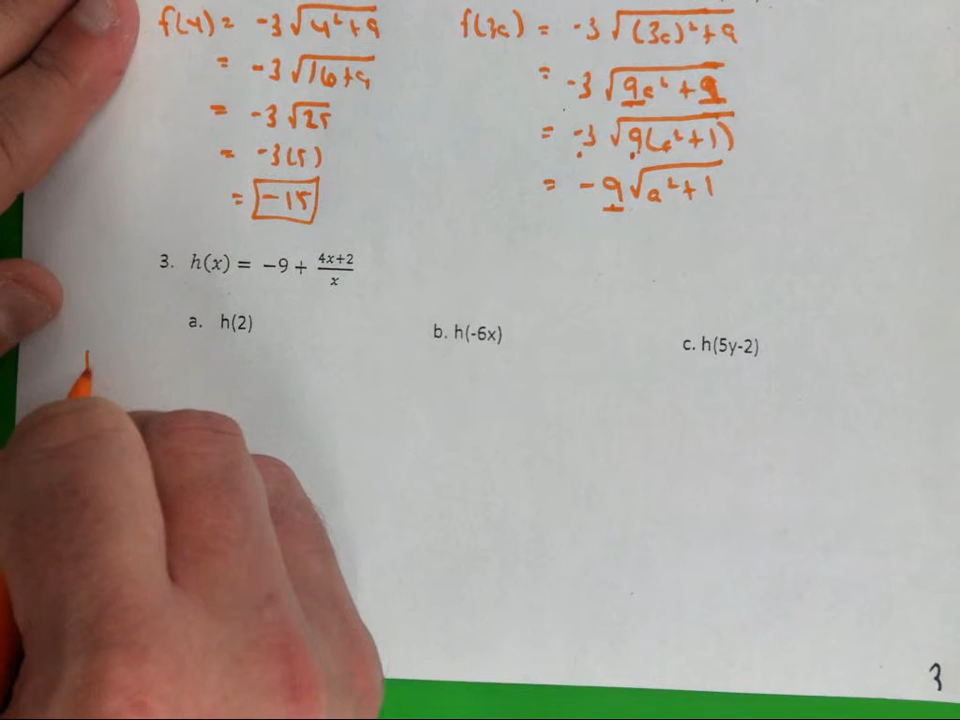 f(4) = -3√4²+9
= -3√16+9
= -3√25
= -3(5)
= -15
f(3a) = -3√(3a)²+9
= -3√9a²+9
= -3√9(a²+1)
= -9√a²+1
3. h(x) = −9 + 4x+2/x
a. h(2)
b. h(-6x)
c. h(5y-2)
3